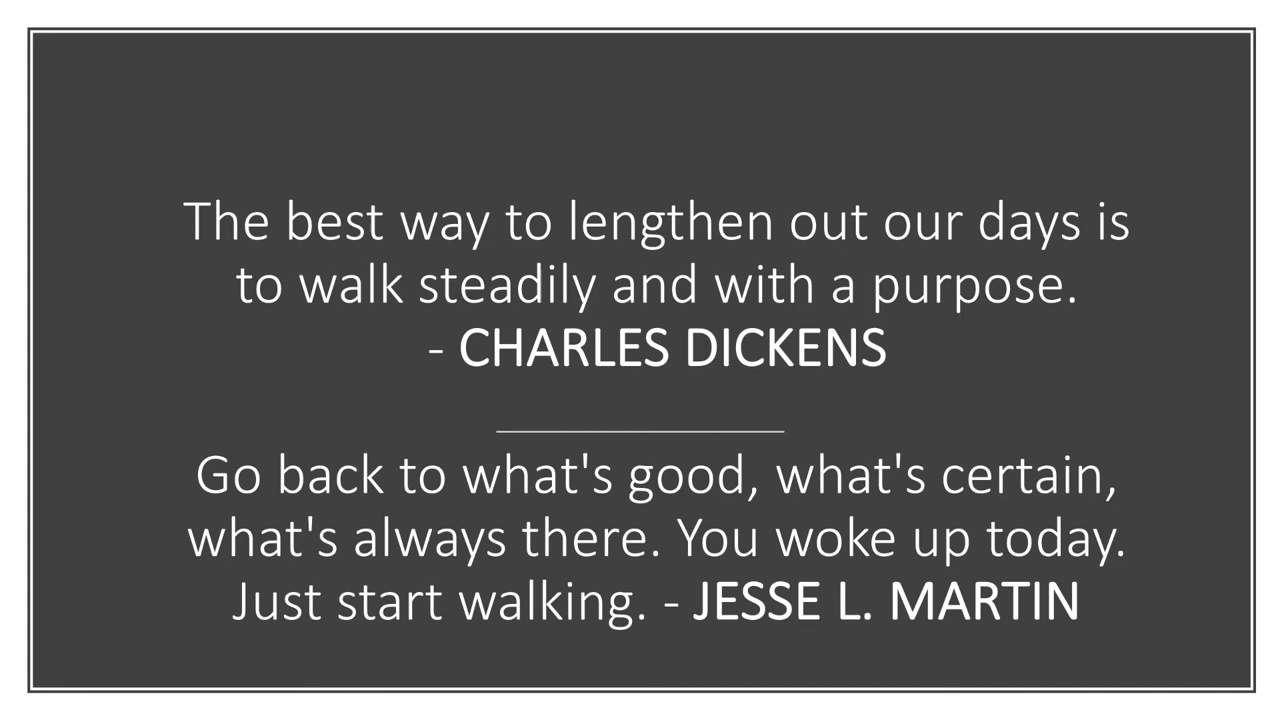 The best way to lengthen out our days is
to walk steadily and with a purpose.
- CHARLES DICKENS
Go back to what's good, what's certain,
what's always there. You woke up today.
Just start walking. - JESSE L. MARTIN